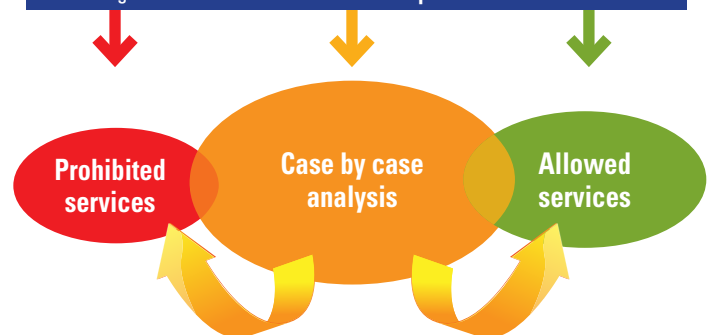 Prohibited
services
Case by case
analysis
Allowed
services